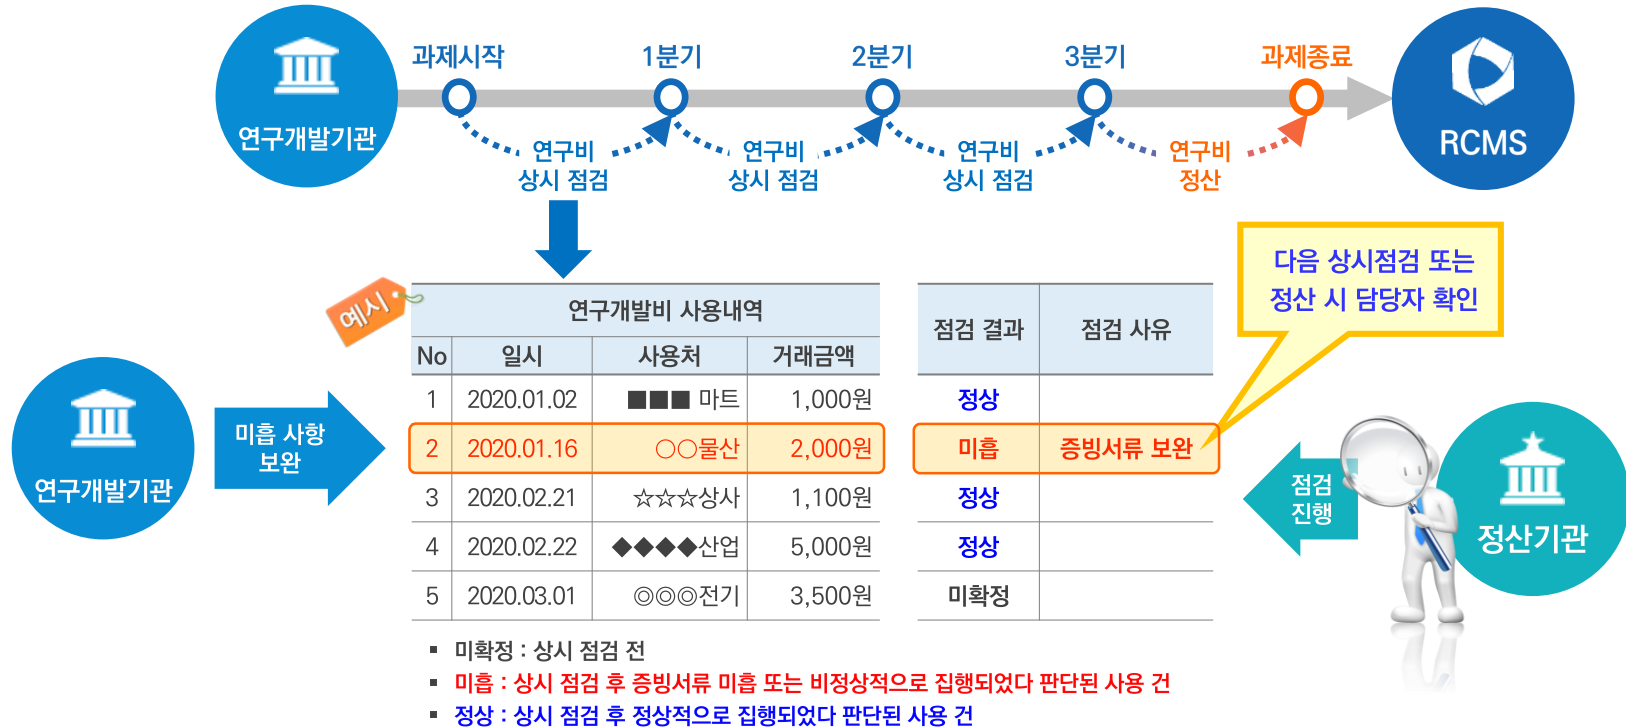 연구개발기관
과제시작 1분기 2분기 3분기 과제종료
RCMS
연구비
상시 점검
연구비
상시 점검
연구비
상시 점검
연구비
정산
다음 상시점검 또는
정산 시 담당자 확인
예시
연구개발비 사용내역 점검 결과 점검 사유
No 일시 사용처 거래금액
1 2020.01.02 ■■■ 마트 1,000원 정상
2 2020.01.16 ○○물산 2,000원 미흡 증빙서류 보완
3 2020.02.21 ☆☆☆상사 1,100원 정상
4 2020.02.22 ◆◆◆◆산업 5,000원 정상
5 2020.03.01 ◎◎◎전기 3,500원 미확정
연구개발기관
미흡 사항
보완
점검
진행
정산기관
▪ 미확정 : 상시 점검 전
▪ 미흡 : 상시 점검 후 증빙서류 미흡 또는 비정상적으로 집행되었다 판단된 사용 건
▪ 정상 : 상시 점검 후 정상적으로 집행되었다 판단된 사용 건